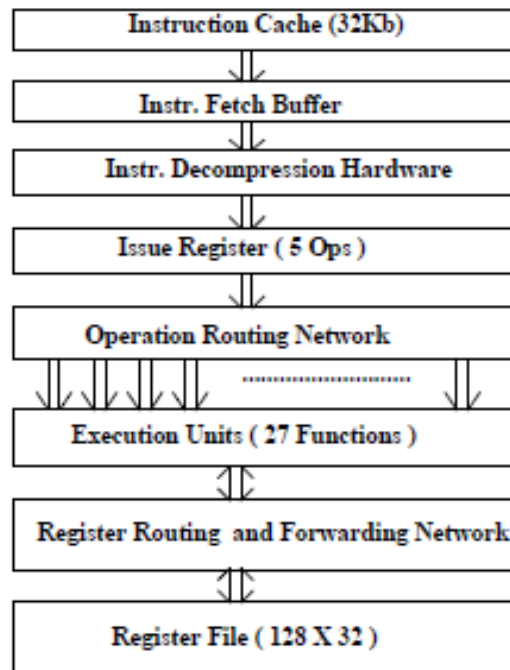 Instruction Cache (32Kb)
Instr. Fetch Buffer
Instr. Decompression Hardware
Issue Register ( 5 Ops )
Operation Routing Network
Execution Units ( 27 Functions )
Register Routing and Forwarding Network
Register File ( 128 X 32 )